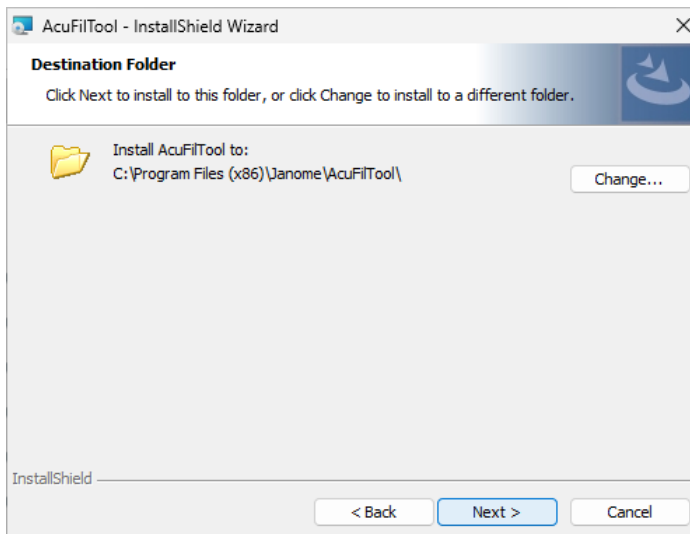 AcuFilTool - InstallShield Wizard
Destination Folder
Click Next to install to this folder, or click Change to install to a different folder.
Install AcuFilTool to:
C:\Program Files (x86)\Janome\AcuFilTool\
Change...
InstallShield
< Back
Next >
Cancel